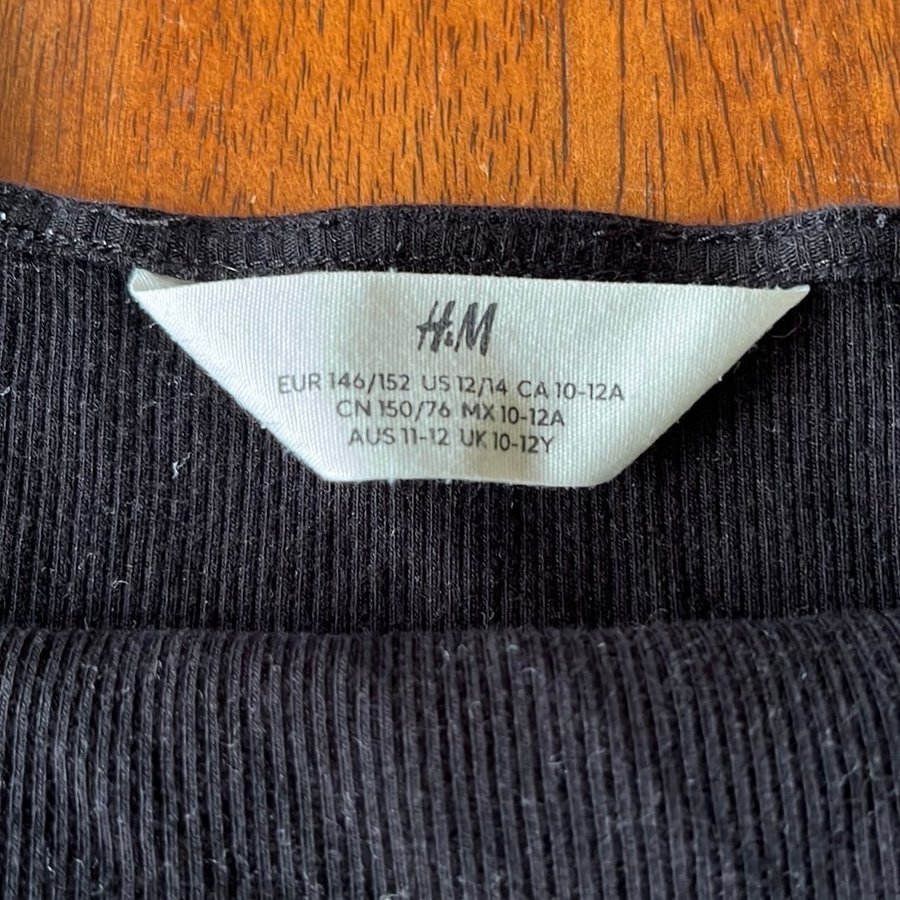 H&M
EUR 146/152 US 12/14 CA 10-12A
CN 150/76 MX 10-12A
AUS 11-12 UK 10-12Y